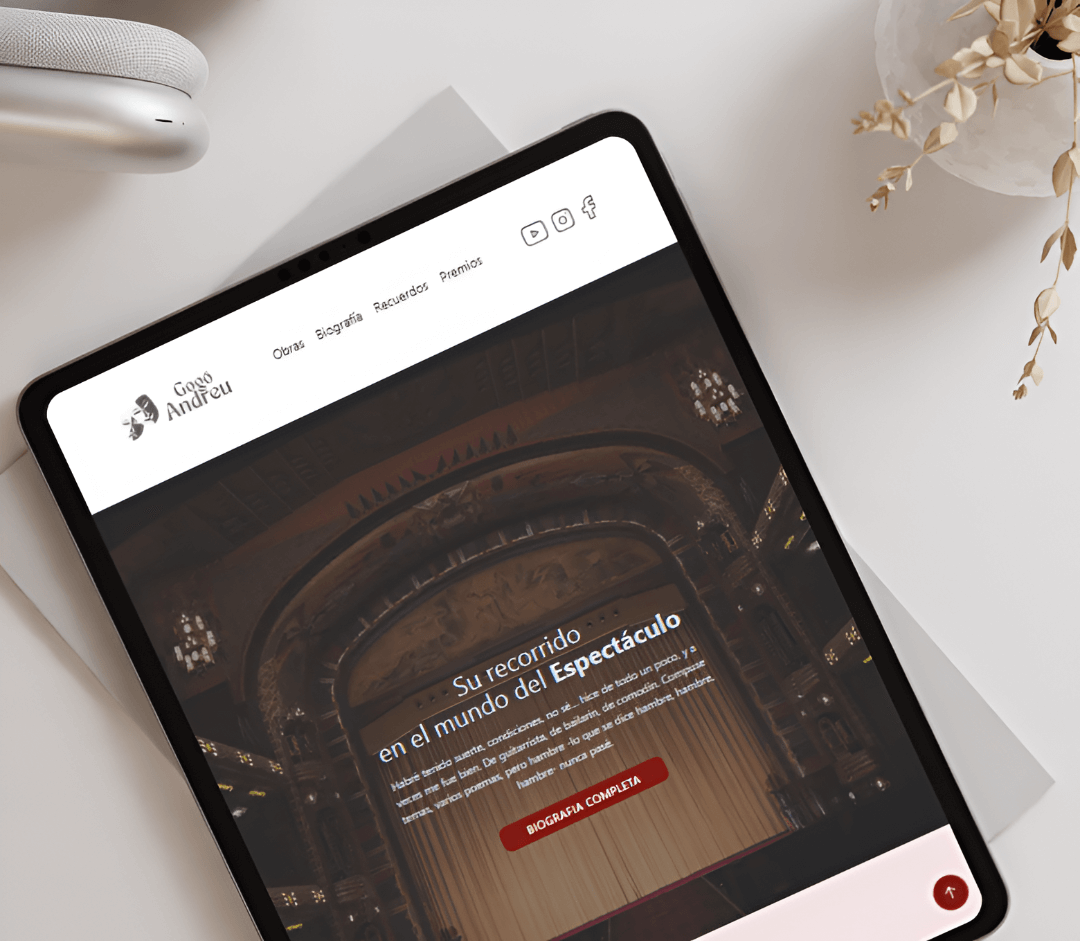 Gogó
Andreu
Obras Biografía Recuerdos Premios
Su recorrido
en el mundo del Espectáculo
Habré tenido suerte, condiciones, no sé... hice de todo un poco, y a
veces me fue bien. De guitarrista, de bailarín, de comodín. Compuse
temas, varios poemas, pero hambre -lo que se dice hambre, hambre,
hambre- nunca pasé.
BIOGRAFIA COMPLETA